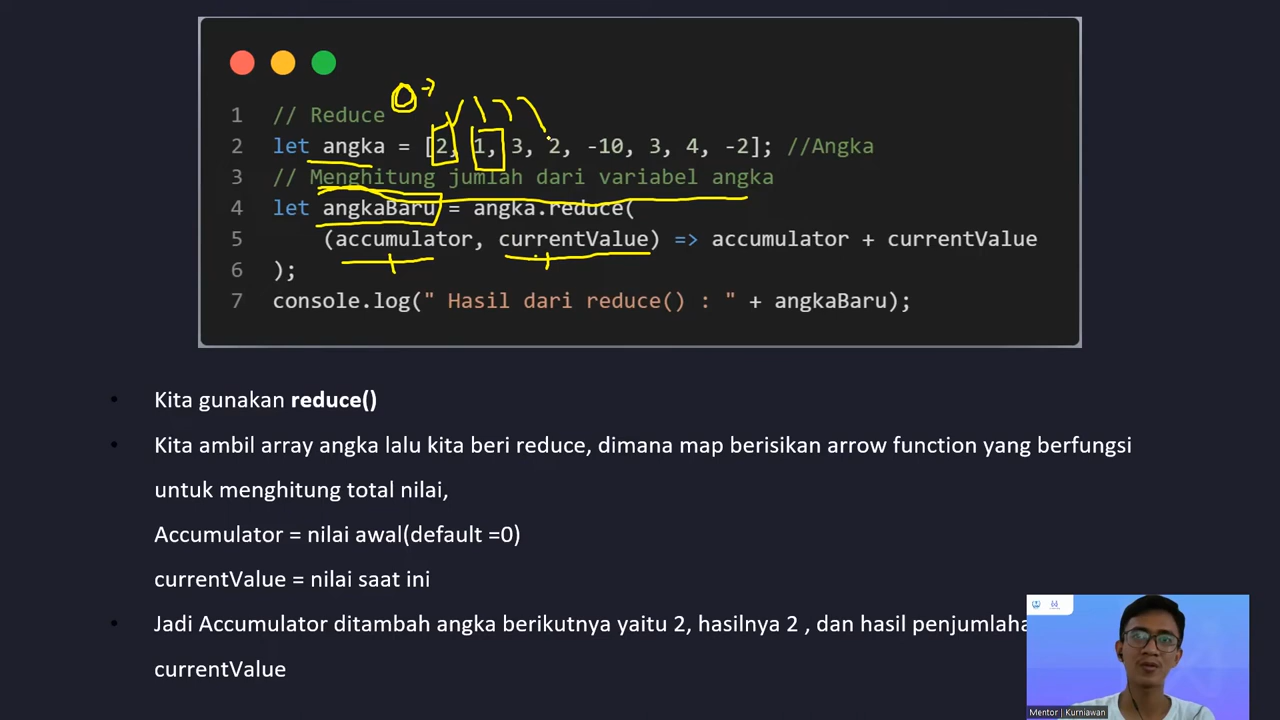 0
1 // Reduce
2 let angka = [2, 1, 3, 2, -10, 3, 4, -2]; //Angka
3 // Menghitung jumlah dari variabel angka
4 let angkaBaru = angka.reduce(
5 (accumulator, currentValue) => accumulator + currentValue
6 );
7 console.log(" Hasil dari reduce() : " + angkaBaru);
• Kita gunakan reduce()
• Kita ambil array angka lalu kita beri reduce, dimana map berisikan arrow function yang berfungsi
untuk menghitung total nilai,
Accumulator = nilai awal(default =0)
currentValue = nilai saat ini
• Jadi Accumulator ditambah angka berikutnya yaitu 2, hasilnya 2 , dan hasil penjumlaha
currentValue
Mentor | Kurniawan